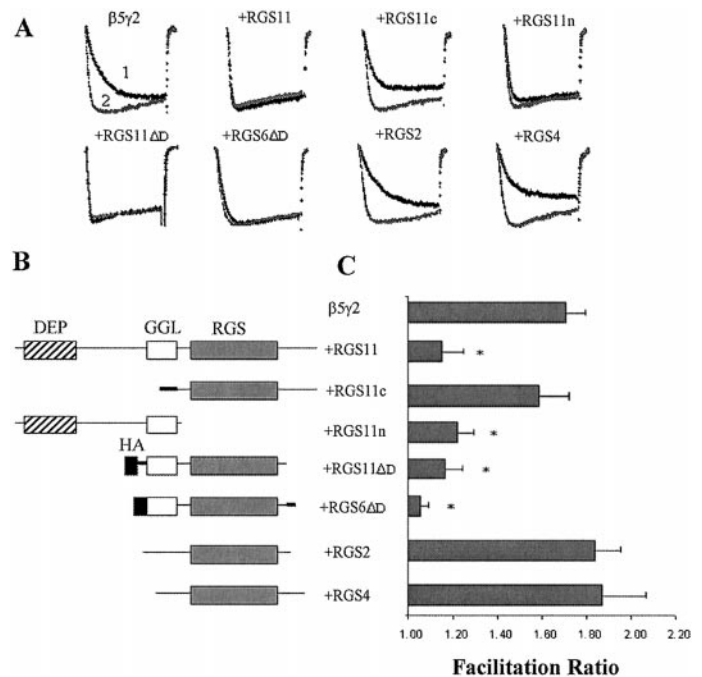 A
β5γ2
+RGS11
+RGS11c
+RGS11n
1
2
+RGS11ΔD
+RGS6ΔD
+RGS2
+RGS4
B
C
DEP
GGL
RGS
HA
β5γ2
+RGS11
*
+RGS11c
+RGS11n
*
+RGS11ΔD
*
+RGS6ΔD
*
+RGS2
+RGS4
1.00 1.20 1.40 1.60 1.80 2.00 2.20
Facilitation Ratio